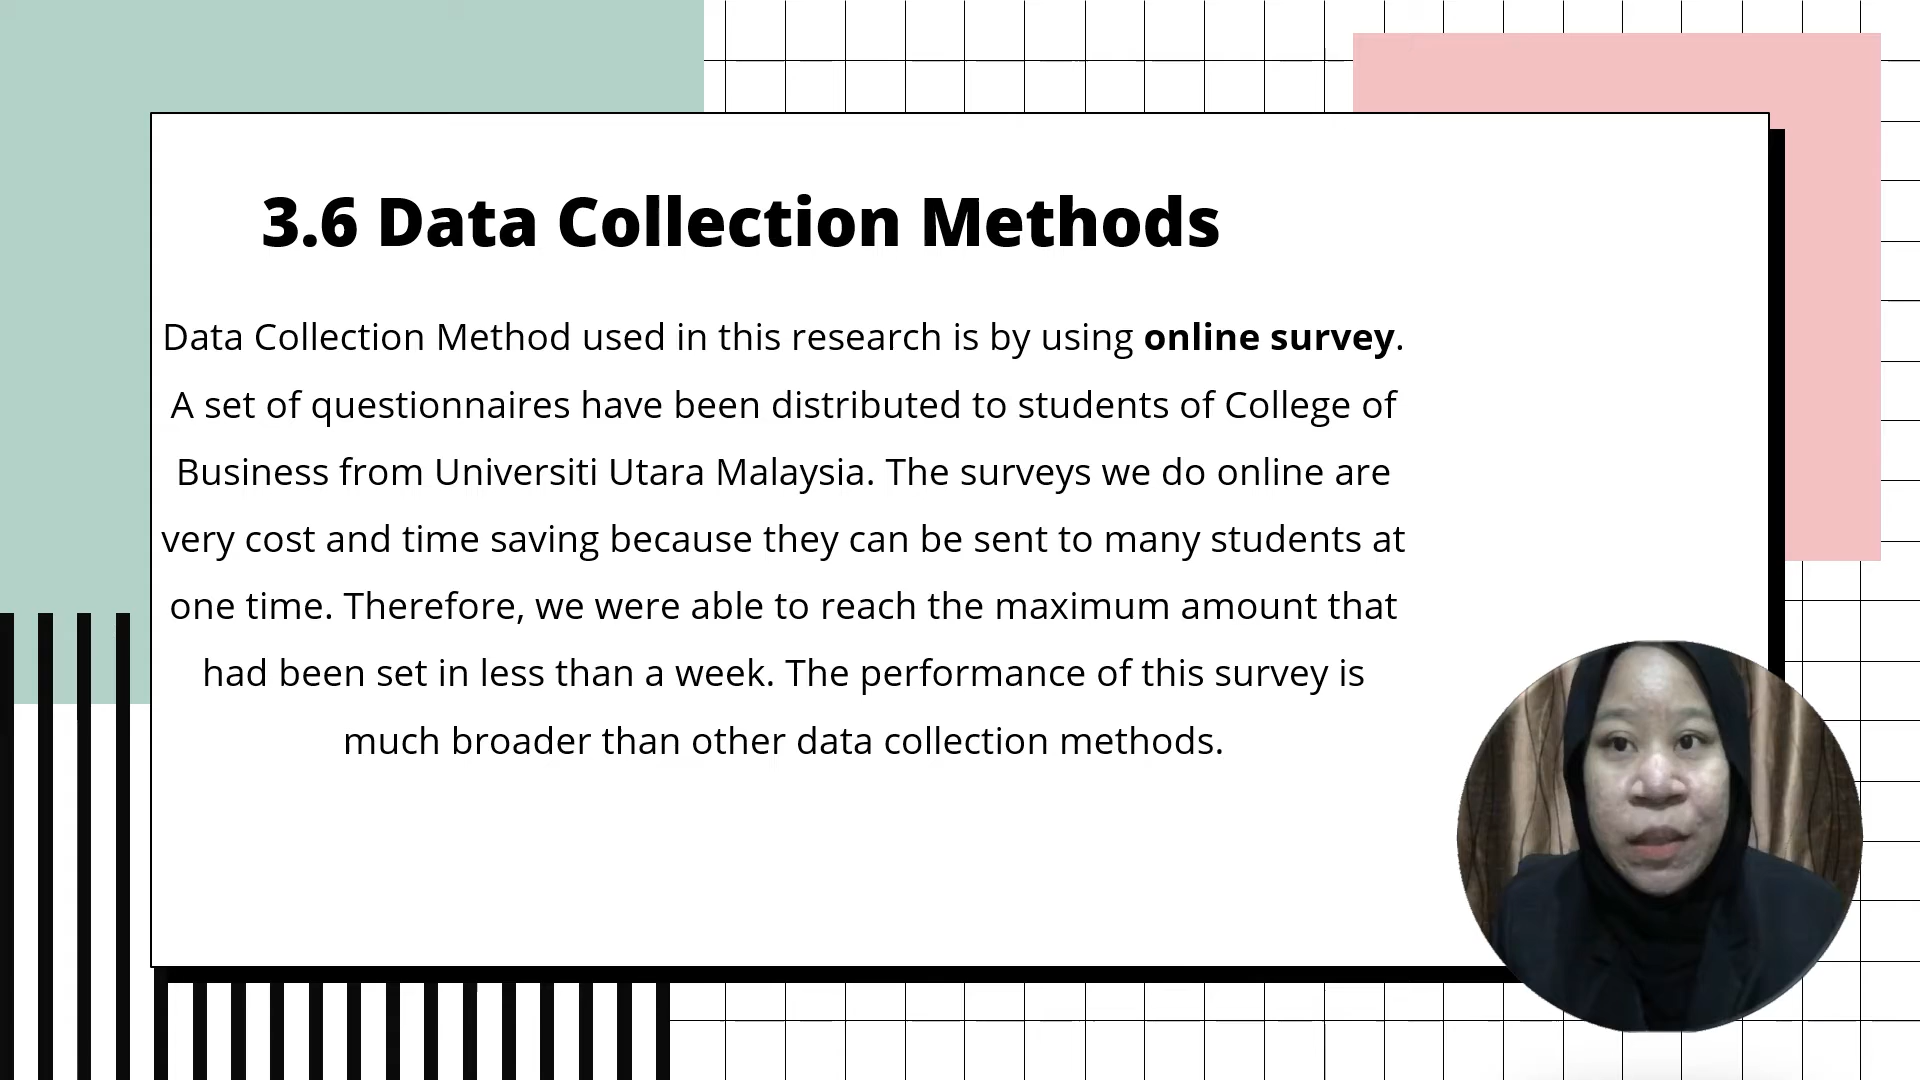 3.6 Data Collection Methods
Data Collection Method used in this research is by using online survey.
A set of questionnaires have been distributed to students of College of
Business from Universiti Utara Malaysia. The surveys we do online are
very cost and time saving because they can be sent to many students at
one time. Therefore, we were able to reach the maximum amount that
had been set in less than a week. The performance of this survey is
much broader than other data collection methods.